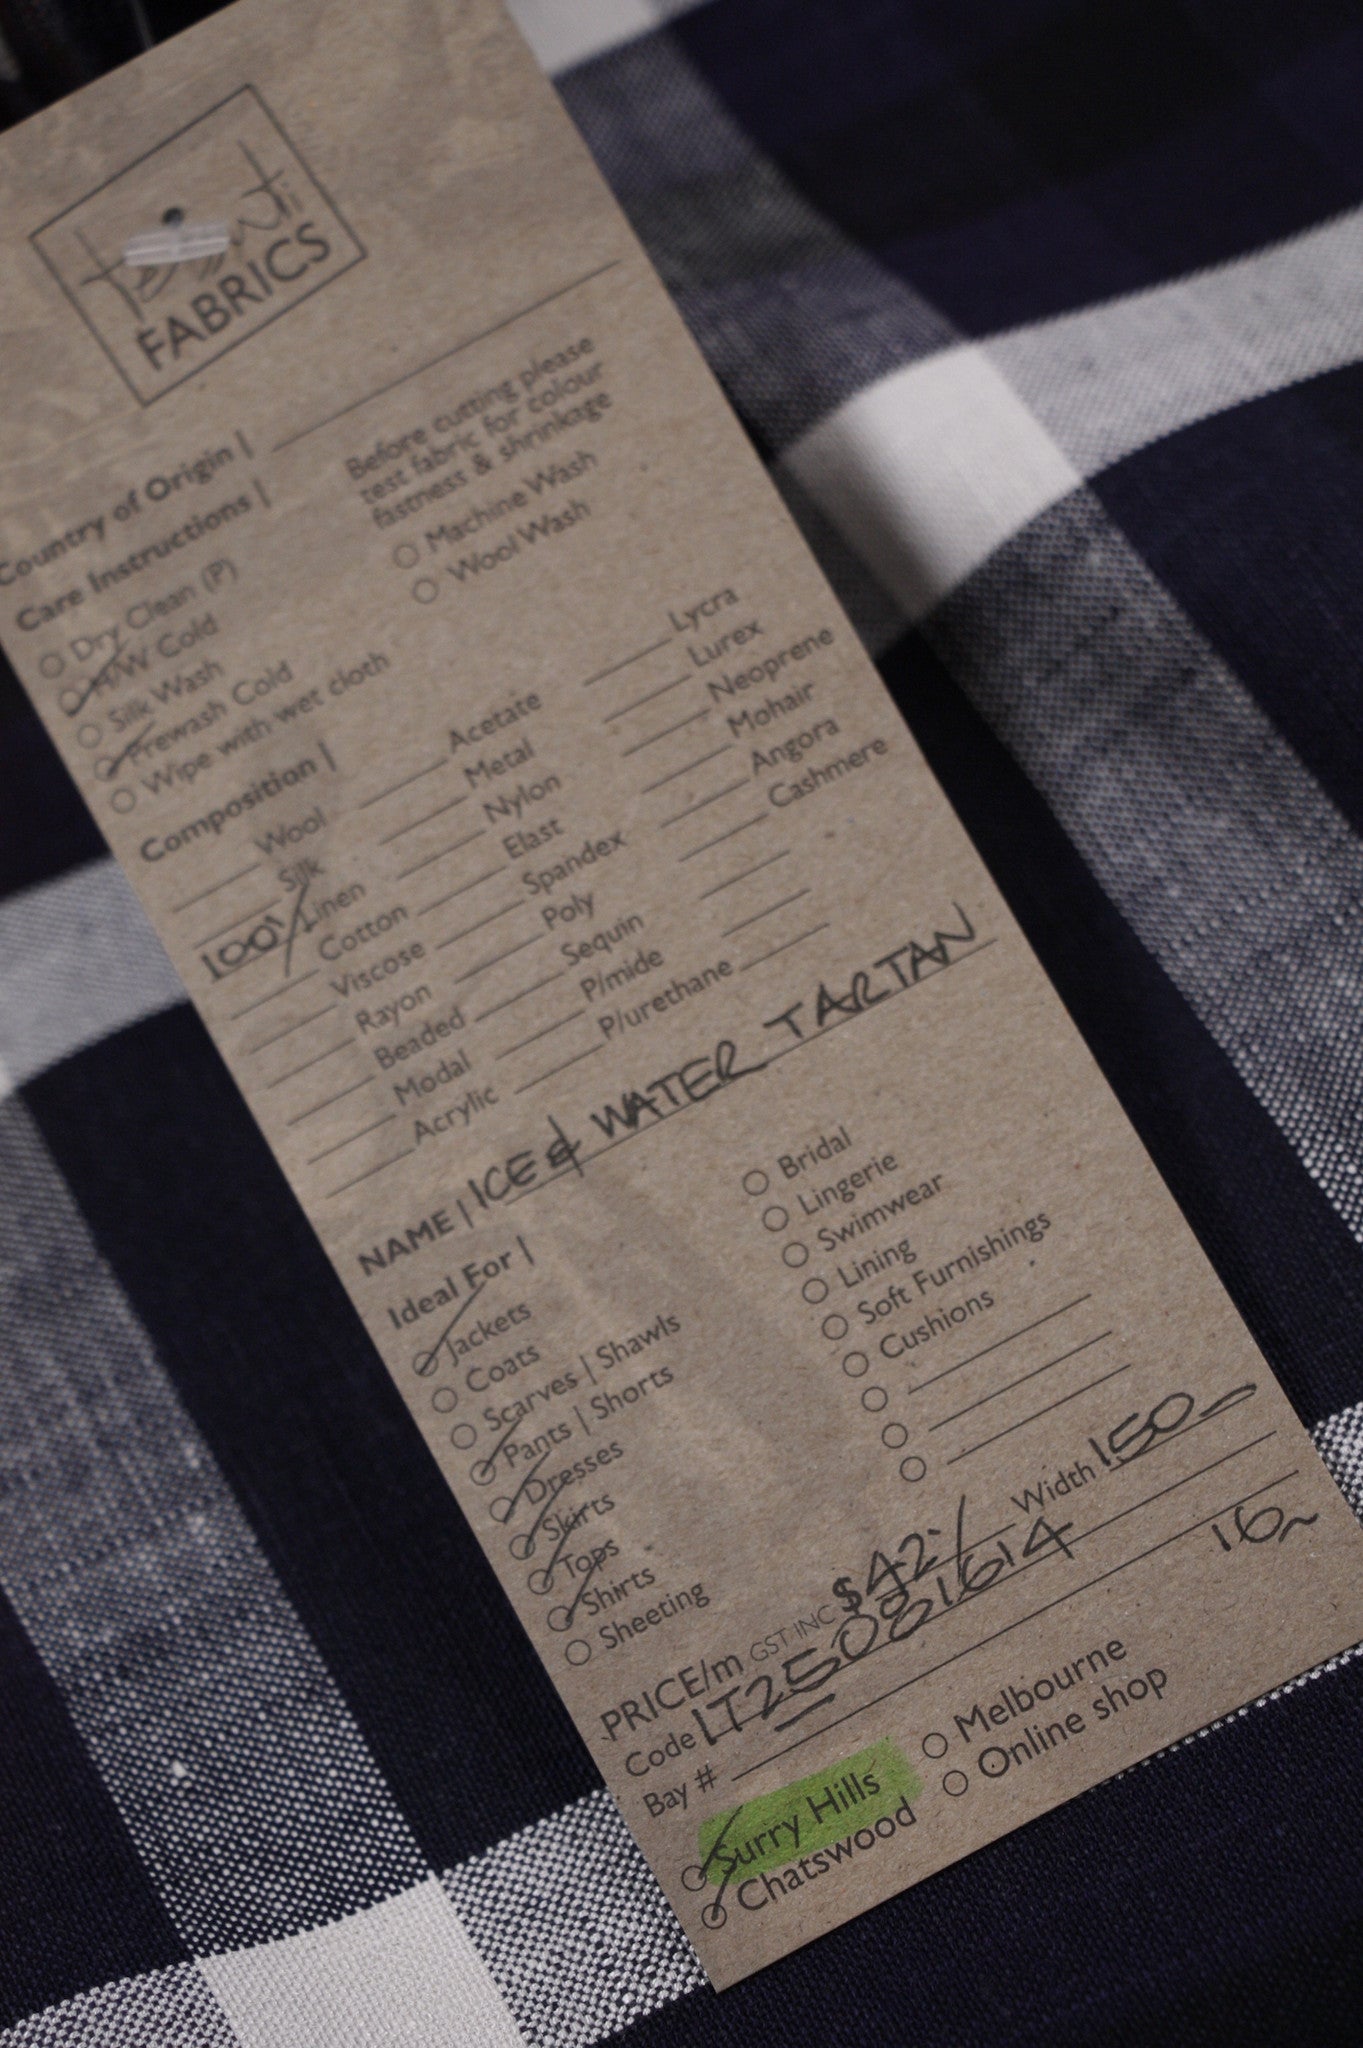 FABRICS
Country of Origin |
Care Instructions |
Before cutting please
test fabric for colour
fastness & shrinkage
Dry Clean (P)
H/W Cold
Silk Wash
Prewash Cold
Wipe with wet cloth
Machine Wash
Wool Wash
Composition |
Wool
Silk
100% Linen
Cotton
Viscose
Rayon
Beaded
Modal
Acrylic
Acetate
Metal
Nylon
Elast
Spandex
Poly
Sequin
P/mide
P/urethane
Lycra
Lurex
Neoprene
Mohair
Angora
Cashmere
NAME | ICE & WATER TARTAN
Ideal For |
Jackets
Coats
Scarves | Shawls
Pants | Shorts
Dresses
Skirts
Tops
Shirts
Sheeting
Bridal
Lingerie
Swimwear
Lining
Soft Furnishings
Cushions
PRICE/m GST INC $42 Width 150
Code LT25081614
Bay # 16
Surry Hills
Chatswood
Melbourne
Online shop